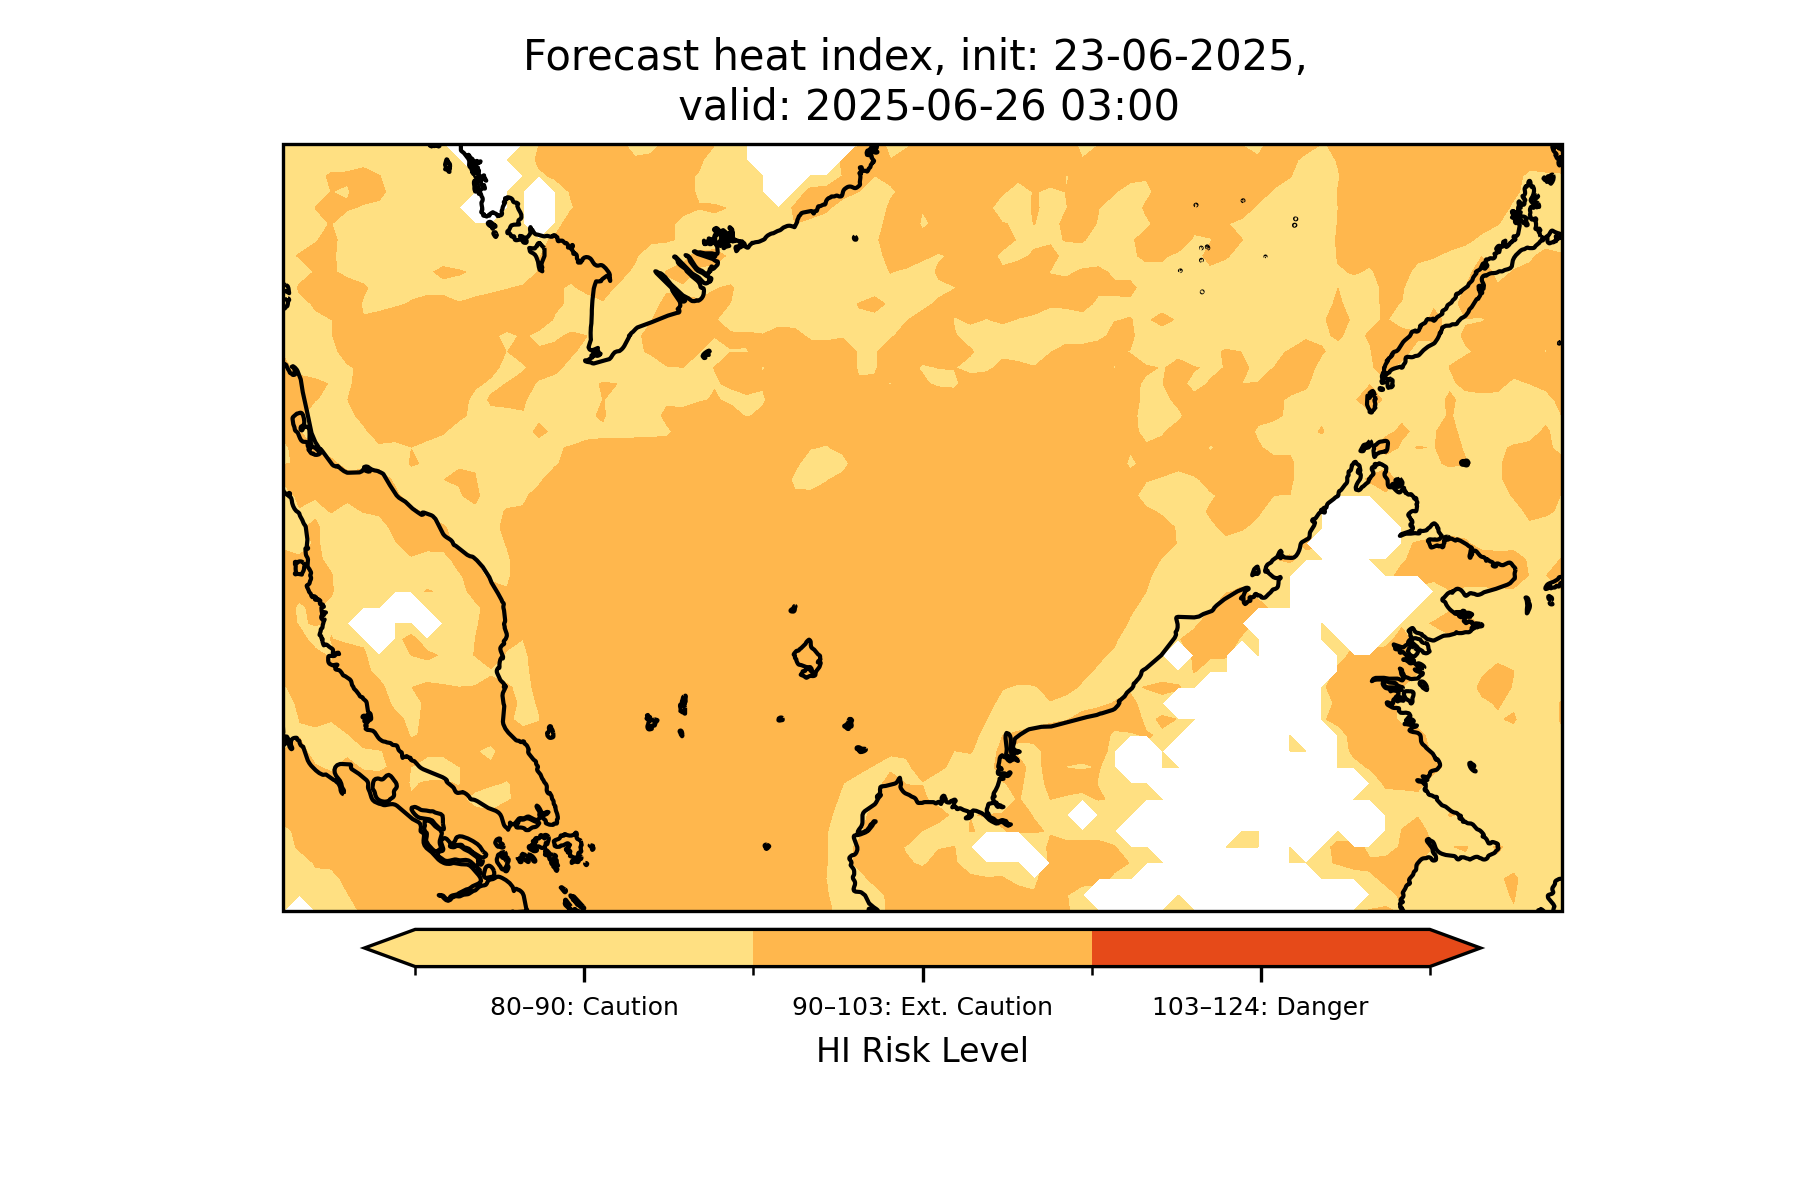 Forecast heat index, init: 23-06-2025,
valid: 2025-06-26 03:00
80–90: Caution
90–103: Ext. Caution
103–124: Danger
HI Risk Level